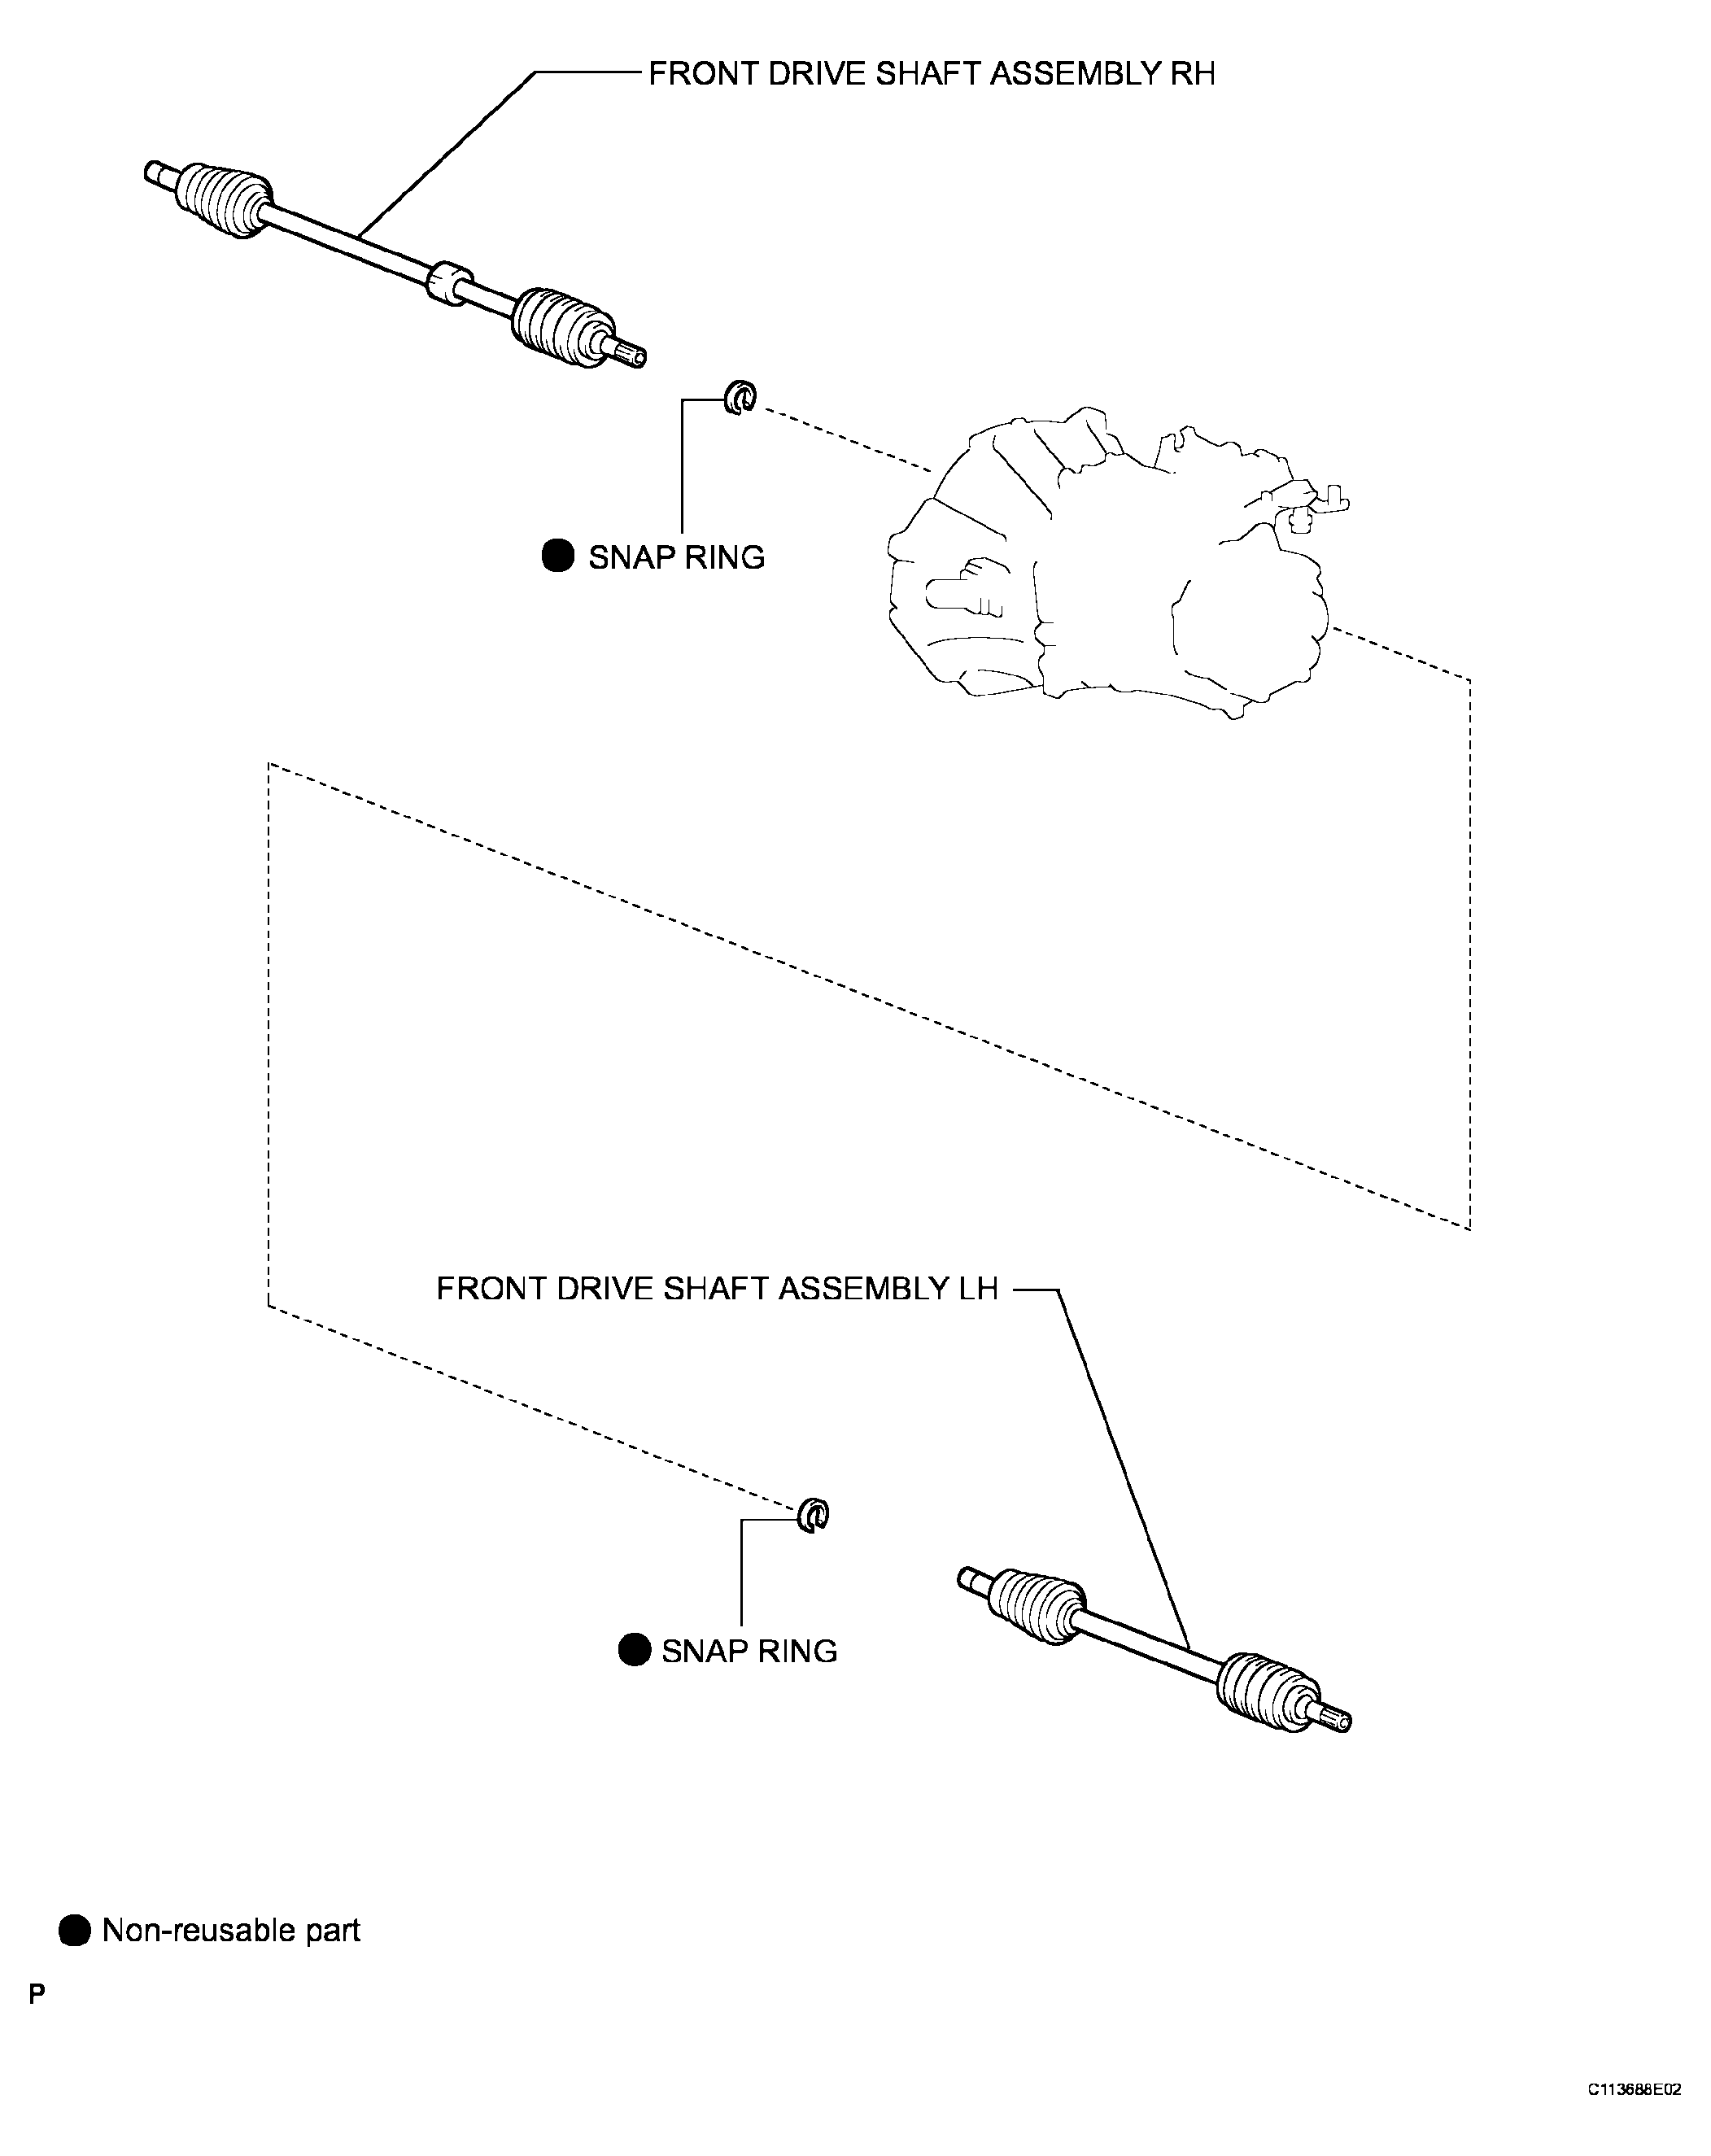 FRONT DRIVE SHAFT ASSEMBLY RH
SNAP RING
FRONT DRIVE SHAFT ASSEMBLY LH
SNAP RING
Non-reusable part
P
C113688E02